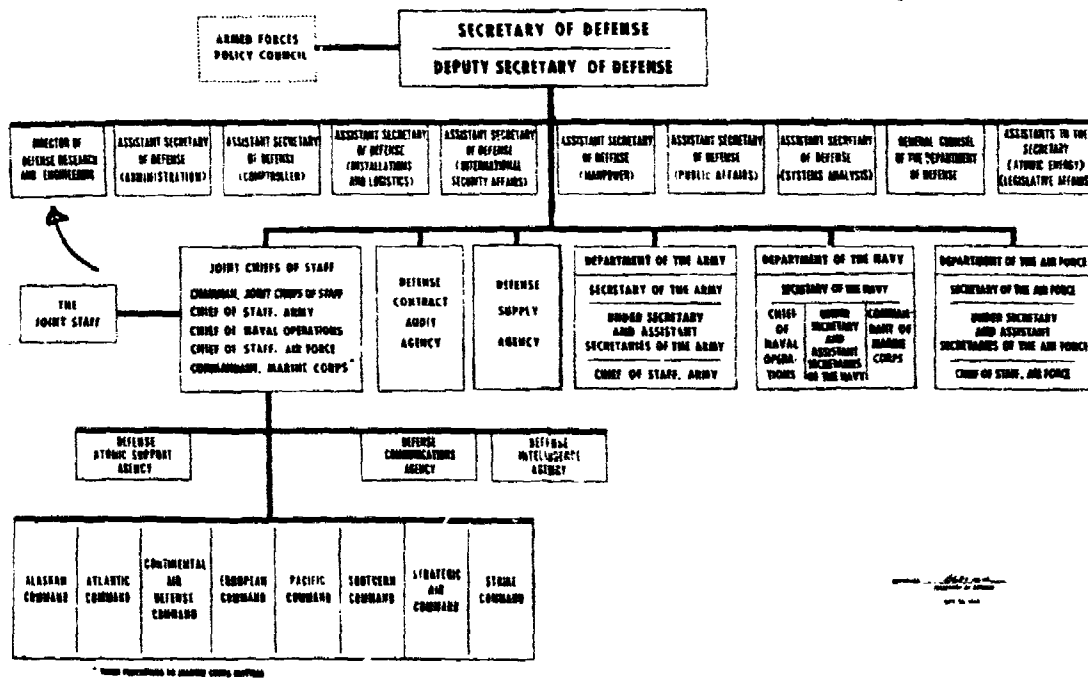 ARMED FORCES
POLICY COUNCIL
SECRETARY OF DEFENSE
DEPUTY SECRETARY OF DEFENSE
DIRECTOR OF
DEFENSE RESEARCH
AND ENGINEERING
ASSISTANT SECRETARY
OF DEFENSE
(ADMINISTRATION)
ASSISTANT SECRETARY
OF DEFENSE
(COMPTROLLER)
ASSISTANT SECRETARY
OF DEFENSE
(INSTALLATIONS
AND LOGISTICS)
ASSISTANT SECRETARY
OF DEFENSE
(INTERNATIONAL
SECURITY AFFAIRS)
ASSISTANT SECRETARY
OF DEFENSE
(MANPOWER)
ASSISTANT SECRETARY
OF DEFENSE
(PUBLIC AFFAIRS)
ASSISTANT SECRETARY
OF DEFENSE
(SYSTEMS ANALYSIS)
GENERAL COUNSEL
OF THE DEPARTMENT
OF DEFENSE
ASSISTANTS TO THE
SECRETARY
(ATOMIC ENERGY)
(LEGISLATIVE AFFAIRS)
THE
JOINT STAFF
JOINT CHIEFS OF STAFF
CHAIRMAN, JOINT CHIEFS OF STAFF
CHIEF OF STAFF, ARMY
CHIEF OF NAVAL OPERATIONS
CHIEF OF STAFF, AIR FORCE
COMMANDANT, MARINE CORPS*
DEFENSE
CONTRACT
AUDIT
AGENCY
DEFENSE
SUPPLY
AGENCY
DEPARTMENT OF THE ARMY
SECRETARY OF THE ARMY
UNDER SECRETARY
AND ASSISTANT
SECRETARIES OF THE ARMY
CHIEF OF STAFF, ARMY
DEPARTMENT OF THE NAVY
SECRETARY OF THE NAVY
CHIEF
OF
NAVAL
OPERA-
TIONS
UNDER
SECRETARY
AND
ASSISTANT
SECRETARIES
OF THE NAVY
COMMAN-
DANT OF
MARINE
CORPS
DEPARTMENT OF THE AIR FORCE
SECRETARY OF THE AIR FORCE
UNDER SECRETARY
AND ASSISTANT
SECRETARIES OF THE AIR FORCE
CHIEF OF STAFF, AIR FORCE
DEFENSE
ATOMIC SUPPORT
AGENCY
DEFENSE
COMMUNICATIONS
AGENCY
DEFENSE
INTELLIGENCE
AGENCY
ALASKAN
COMMAND
ATLANTIC
COMMAND
CONTINENTAL
AIR
DEFENSE
COMMAND
EUROPEAN
COMMAND
PACIFIC
COMMAND
SOUTHERN
COMMAND
STRATEGIC
AIR
COMMAND
STRIKE
COMMAND